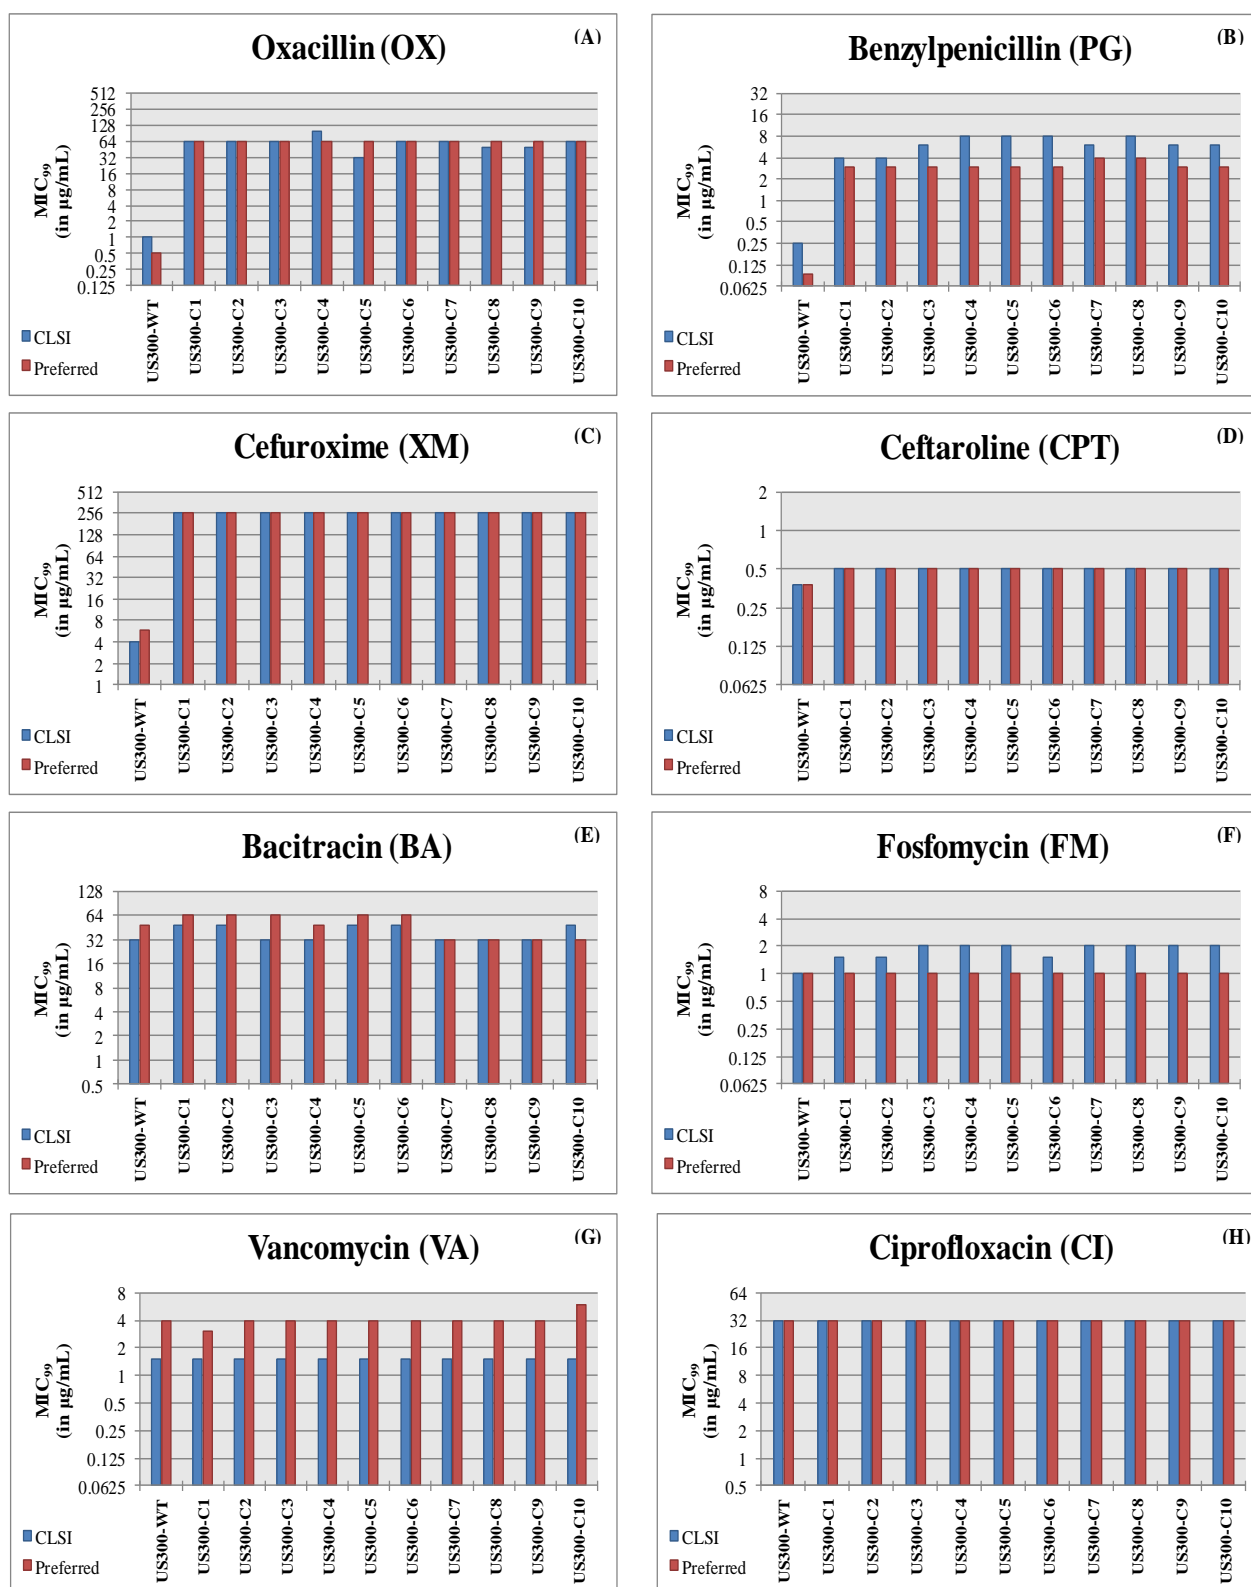 Oxacillin (OX)
(A)
MIC99
(in µg/mL)
512
256
128
64
32
16
8
4
2
1
0.5
0.25
0.125
US300-WT
US300-C1
US300-C2
US300-C3
US300-C4
US300-C5
US300-C6
US300-C7
US300-C8
US300-C9
US300-C10
CLSI
Preferred
Benzylpenicillin (PG)
(B)
MIC99
(in µg/mL)
32
16
8
4
2
1
0.5
0.25
0.125
0.0625
US300-WT
US300-C1
US300-C2
US300-C3
US300-C4
US300-C5
US300-C6
US300-C7
US300-C8
US300-C9
US300-C10
CLSI
Preferred
Cefuroxime (XM)
(C)
MIC99
(in µg/mL)
512
256
128
64
32
16
8
4
2
1
US300-WT
US300-C1
US300-C2
US300-C3
US300-C4
US300-C5
US300-C6
US300-C7
US300-C8
US300-C9
US300-C10
CLSI
Preferred
Ceftaroline (CPT)
(D)
MIC99
(in µg/mL)
2
1
0.5
0.25
0.125
0.0625
US300-WT
US300-C1
US300-C2
US300-C3
US300-C4
US300-C5
US300-C6
US300-C7
US300-C8
US300-C9
US300-C10
CLSI
Preferred
Bacitracin (BA)
(E)
MIC99
(in µg/mL)
128
64
32
16
8
4
2
1
0.5
US300-WT
US300-C1
US300-C2
US300-C3
US300-C4
US300-C5
US300-C6
US300-C7
US300-C8
US300-C9
US300-C10
CLSI
Preferred
Fosfomycin (FM)
(F)
MIC99
(in µg/mL)
8
4
2
1
0.5
0.25
0.125
0.0625
US300-WT
US300-C1
US300-C2
US300-C3
US300-C4
US300-C5
US300-C6
US300-C7
US300-C8
US300-C9
US300-C10
CLSI
Preferred
Vancomycin (VA)
(G)
MIC99
(in µg/mL)
8
4
2
1
0.5
0.25
0.125
0.0625
US300-WT
US300-C1
US300-C2
US300-C3
US300-C4
US300-C5
US300-C6
US300-C7
US300-C8
US300-C9
US300-C10
CLSI
Preferred
Ciprofloxacin (CI)
(H)
MIC99
(in µg/mL)
64
32
16
8
4
2
1
0.5
US300-WT
US300-C1
US300-C2
US300-C3
US300-C4
US300-C5
US300-C6
US300-C7
US300-C8
US300-C9
US300-C10
CLSI
Preferred